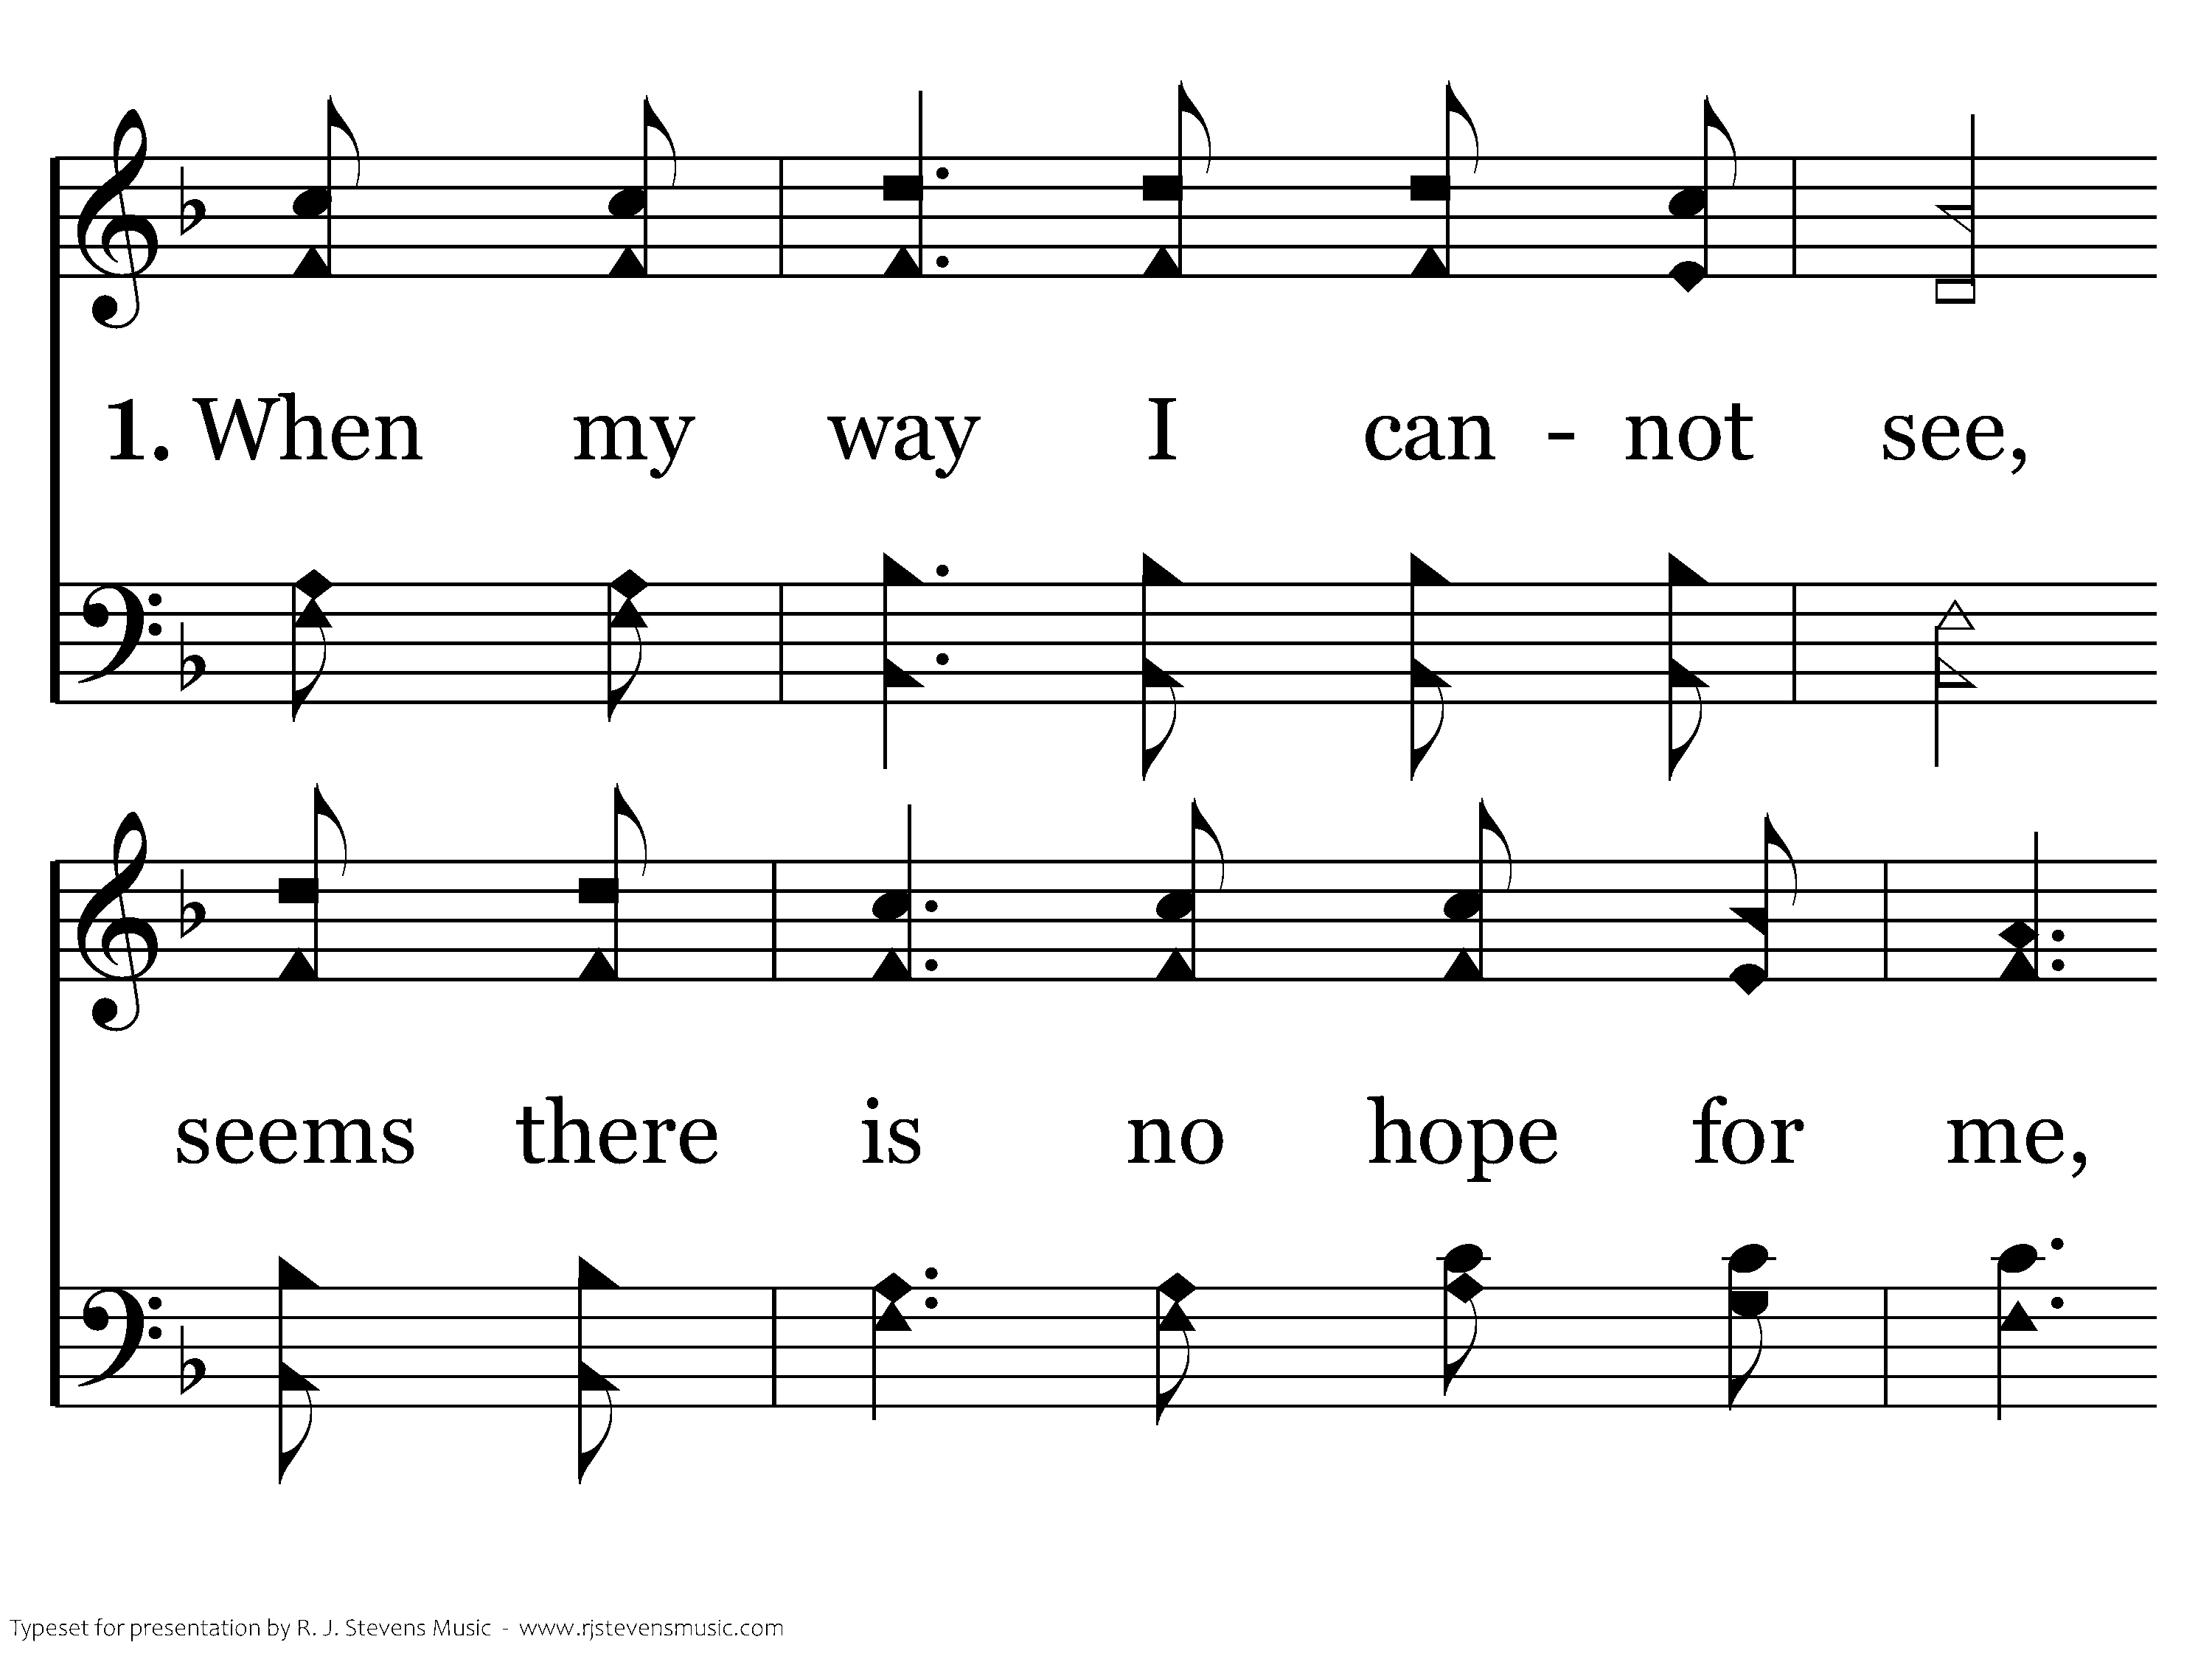 1. When my way I can - not see,
seems there is no hope for me,
Typeset for presentation by R. J. Stevens Music - www.rjstevensmusic.com